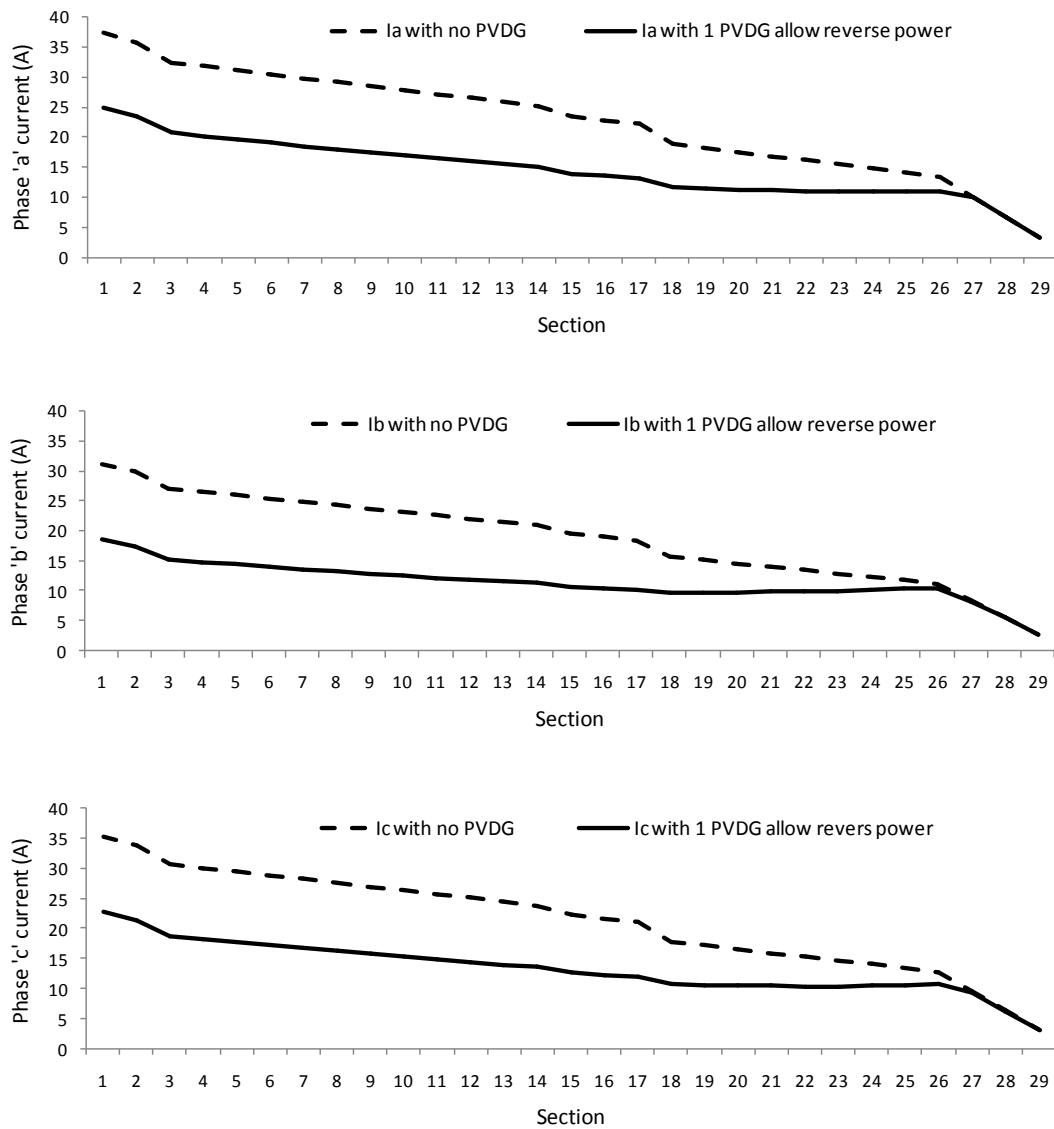 Ia with no PVDG Ia with 1 PVDG allow reverse power
Phase 'a' current (A)
40
35
30
25
20
15
10
5
0
1 2 3 4 5 6 7 8 9 10 11 12 13 14 15 16 17 18 19 20 21 22 23 24 25 26 27 28 29
Section
Ib with no PVDG Ib with 1 PVDG allow reverse power
Phase 'b' current (A)
40
35
30
25
20
15
10
5
0
1 2 3 4 5 6 7 8 9 10 11 12 13 14 15 16 17 18 19 20 21 22 23 24 25 26 27 28 29
Section
Ic with no PVDG Ic with 1 PVDG allow revers power
Phase 'c' current (A)
40
35
30
25
20
15
10
5
0
1 2 3 4 5 6 7 8 9 10 11 12 13 14 15 16 17 18 19 20 21 22 23 24 25 26 27 28 29
Section